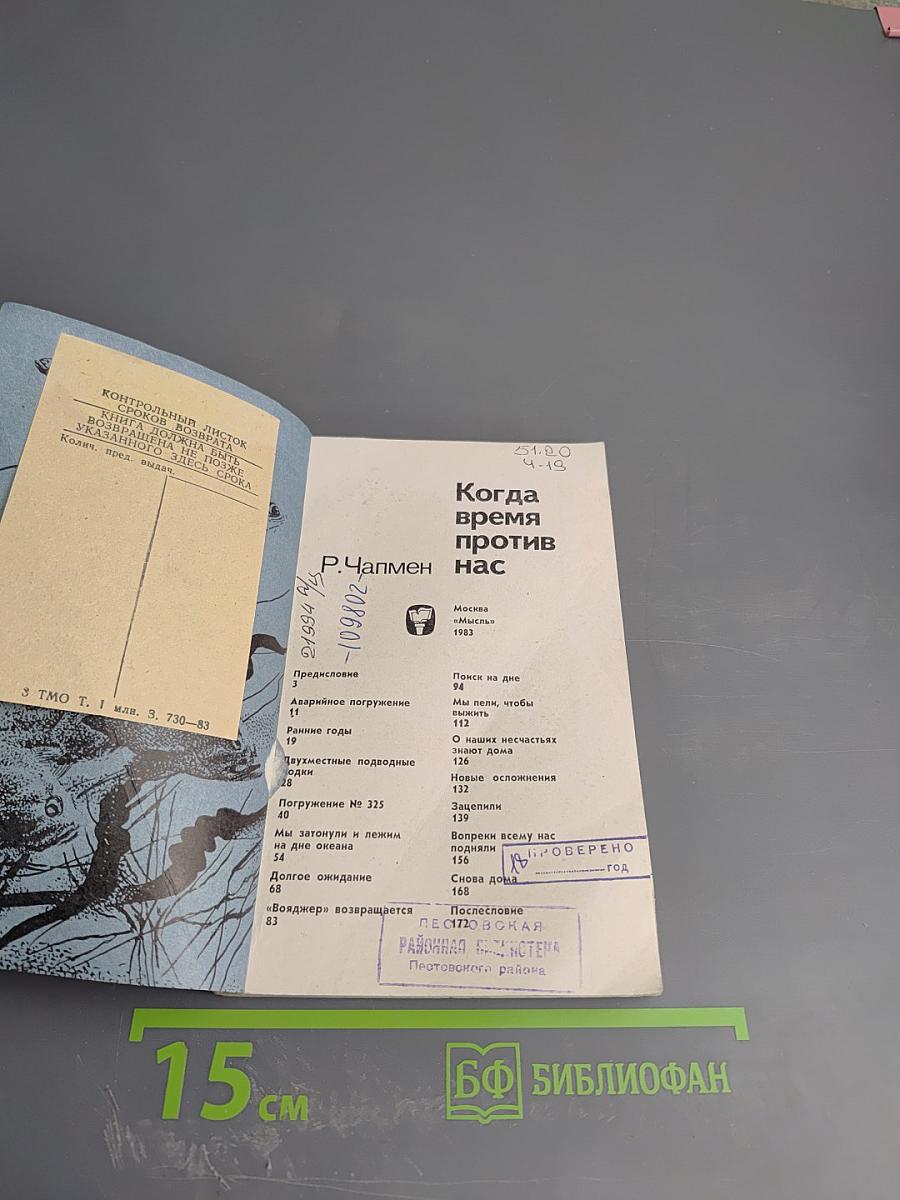 КОНТРОЛЬНЫЙ ЛИСТОК
СРОКОВ ВОЗВРАТА
КНИГА ДОЛЖНА БЫТЬ
ВОЗВРАЩЕНА НЕ ПОЗЖЕ
УКАЗАННОГО ЗДЕСЬ СРОКА
Колич. пред. выдач.
3 ТМО Т. 1 млн. З. 730—83
51.20
Ч-19
Р.Чапмен
Когда
время
против
нас
21994
-109802-
Москва
«Мысль»
1983
Предисловие
3
Аварийное погружение
11
Ранние годы
19
Двухместные подводные
лодки
28
Погружение № 325
40
Мы затонули и лежим
на дне океана
54
Долгое ожидание
68
«Вояджер» возвращается
83
Поиск на дне
94
Мы пели, чтобы
выжить
112
О наших несчастьях
знают дома
126
Новые осложнения
132
Зацепили
139
Вопреки всему нас
подняли
156
Снова дома
168
Послесловие
172
ПРОВЕРЕНО
год
ПЕСТОВСКАЯ
РАЙОННАЯ БИБЛИОТЕКА
Пестовского района
15 см
БФ БИБЛИОФАН